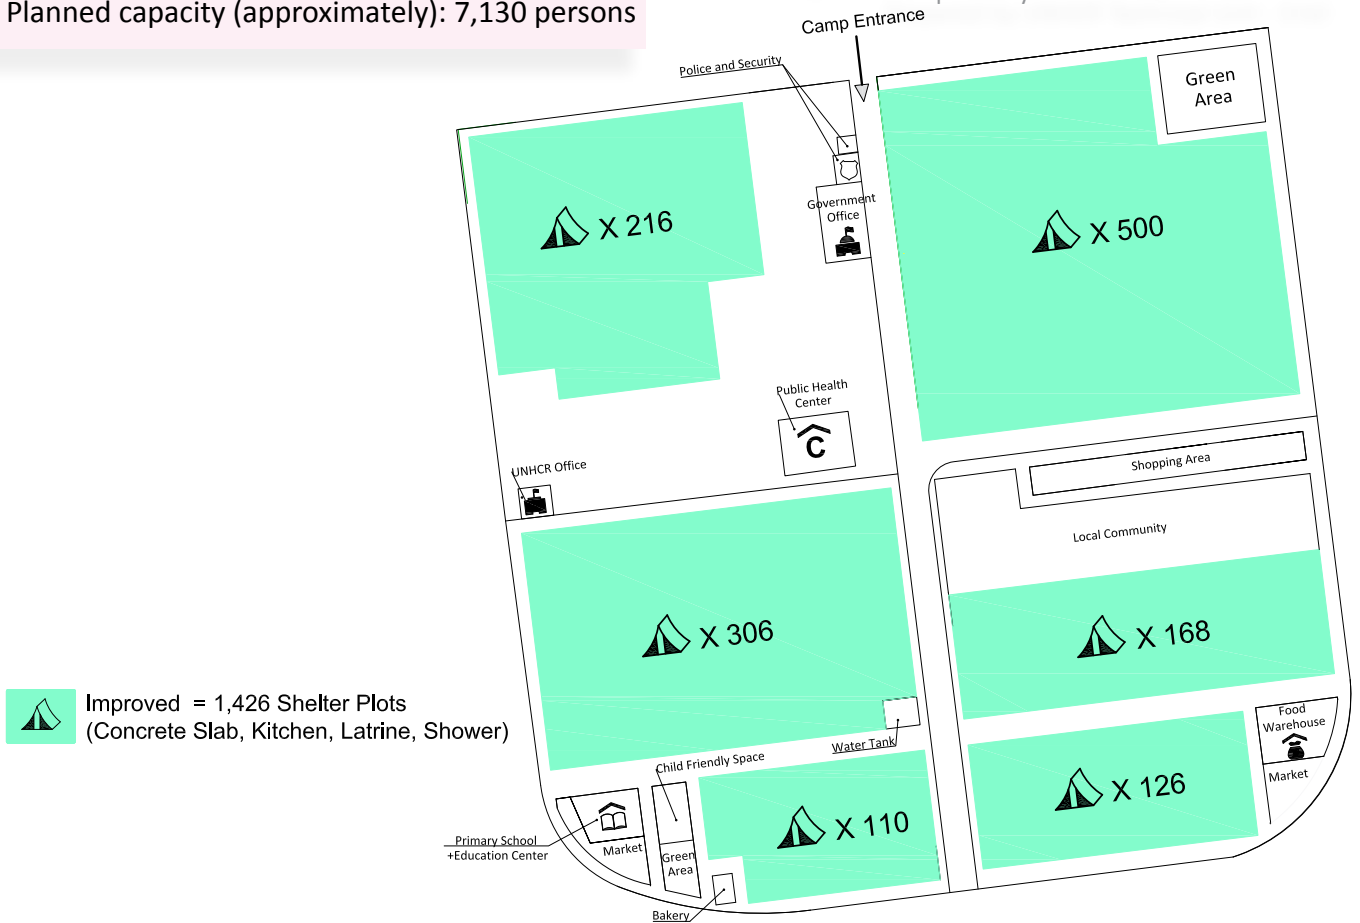 Planned capacity (approximately): 7,130 persons
Camp Entrance
Police and Security
Green
Area
X 216
Government
Office
X 500
Public Health
Center
C
UNHCR Office
Shopping Area
Local Community
X 306
X 168
Improved = 1,426 Shelter Plots
(Concrete Slab, Kitchen, Latrine, Shower)
Food
Warehouse
Water Tank
Child Friendly Space
Market
X 126
X 110
Primary School
+Education Center
Market
Green
Area
Bakery